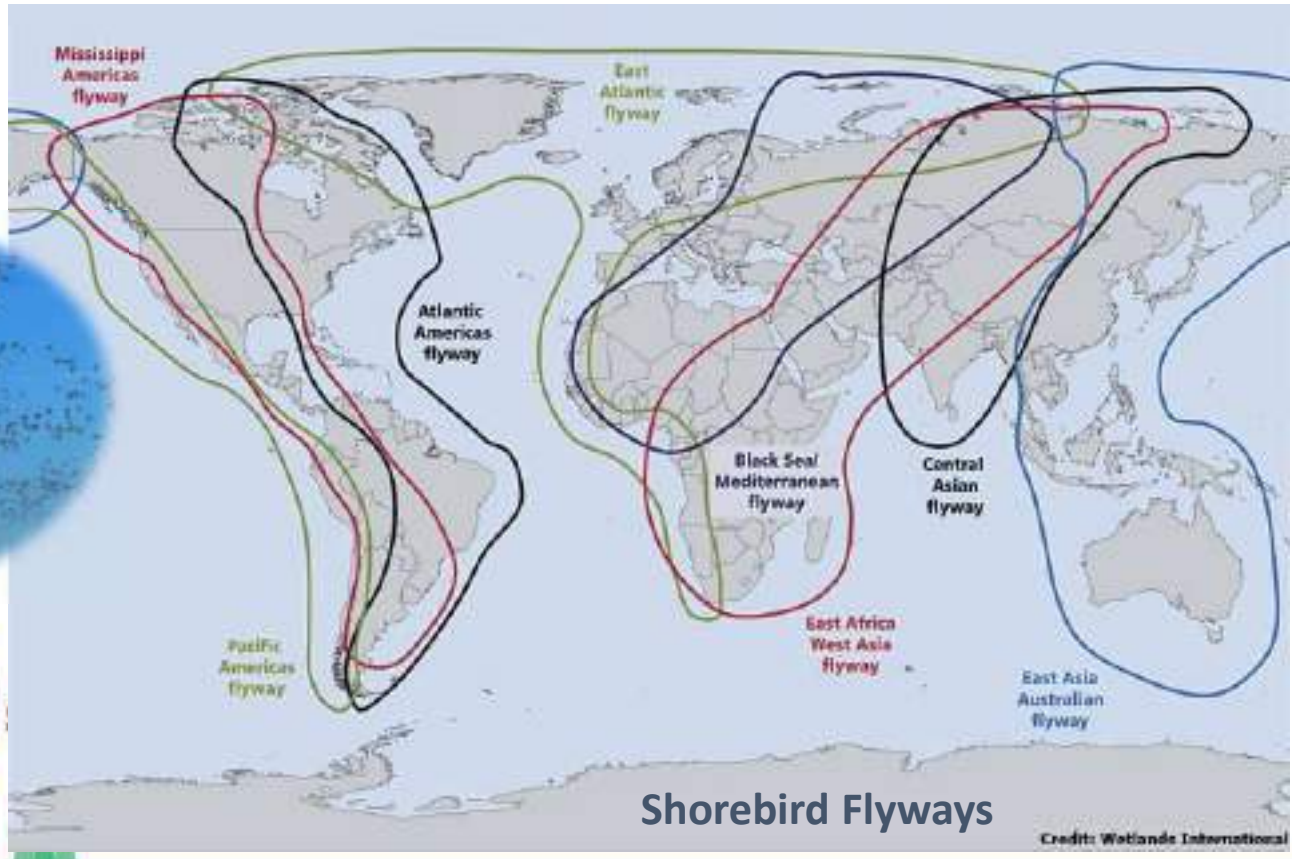 Mississippi
Americas
flyway
East
Atlantic
flyway
Atlantic
Americas
flyway
Black Sea/
Mediterranean
flyway
Central
Asian
flyway
Pacific
Americas
flyway
East Africa
West Asia
flyway
East Asia
Australian
flyway
Shorebird Flyways
Credit: Wetlands International